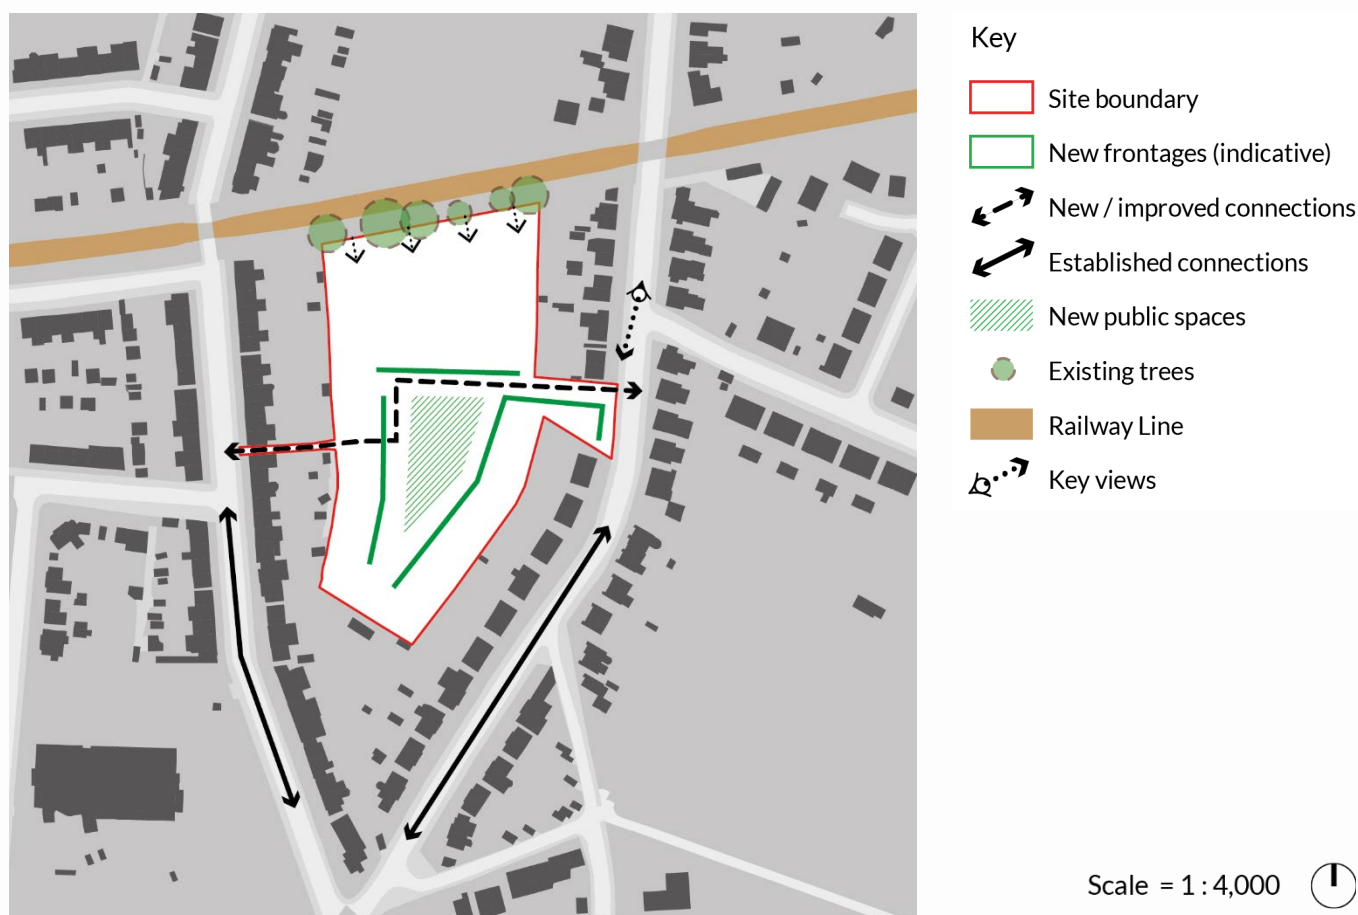 Key
Site boundary
New frontages (indicative)
New / improved connections
Established connections
New public spaces
Existing trees
Railway Line
Key views
Scale = 1 : 4,000